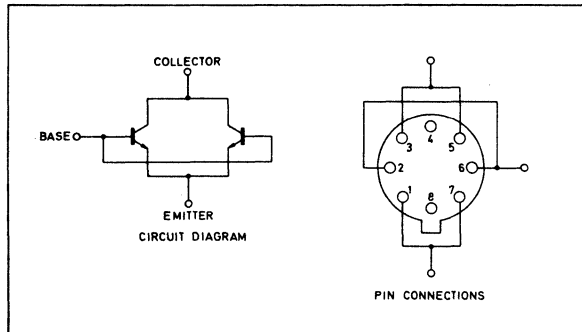 COLLECTOR
BASE
EMITTER
CIRCUIT DIAGRAM
4
3 5
2 6
1 7
8
PIN CONNECTIONS